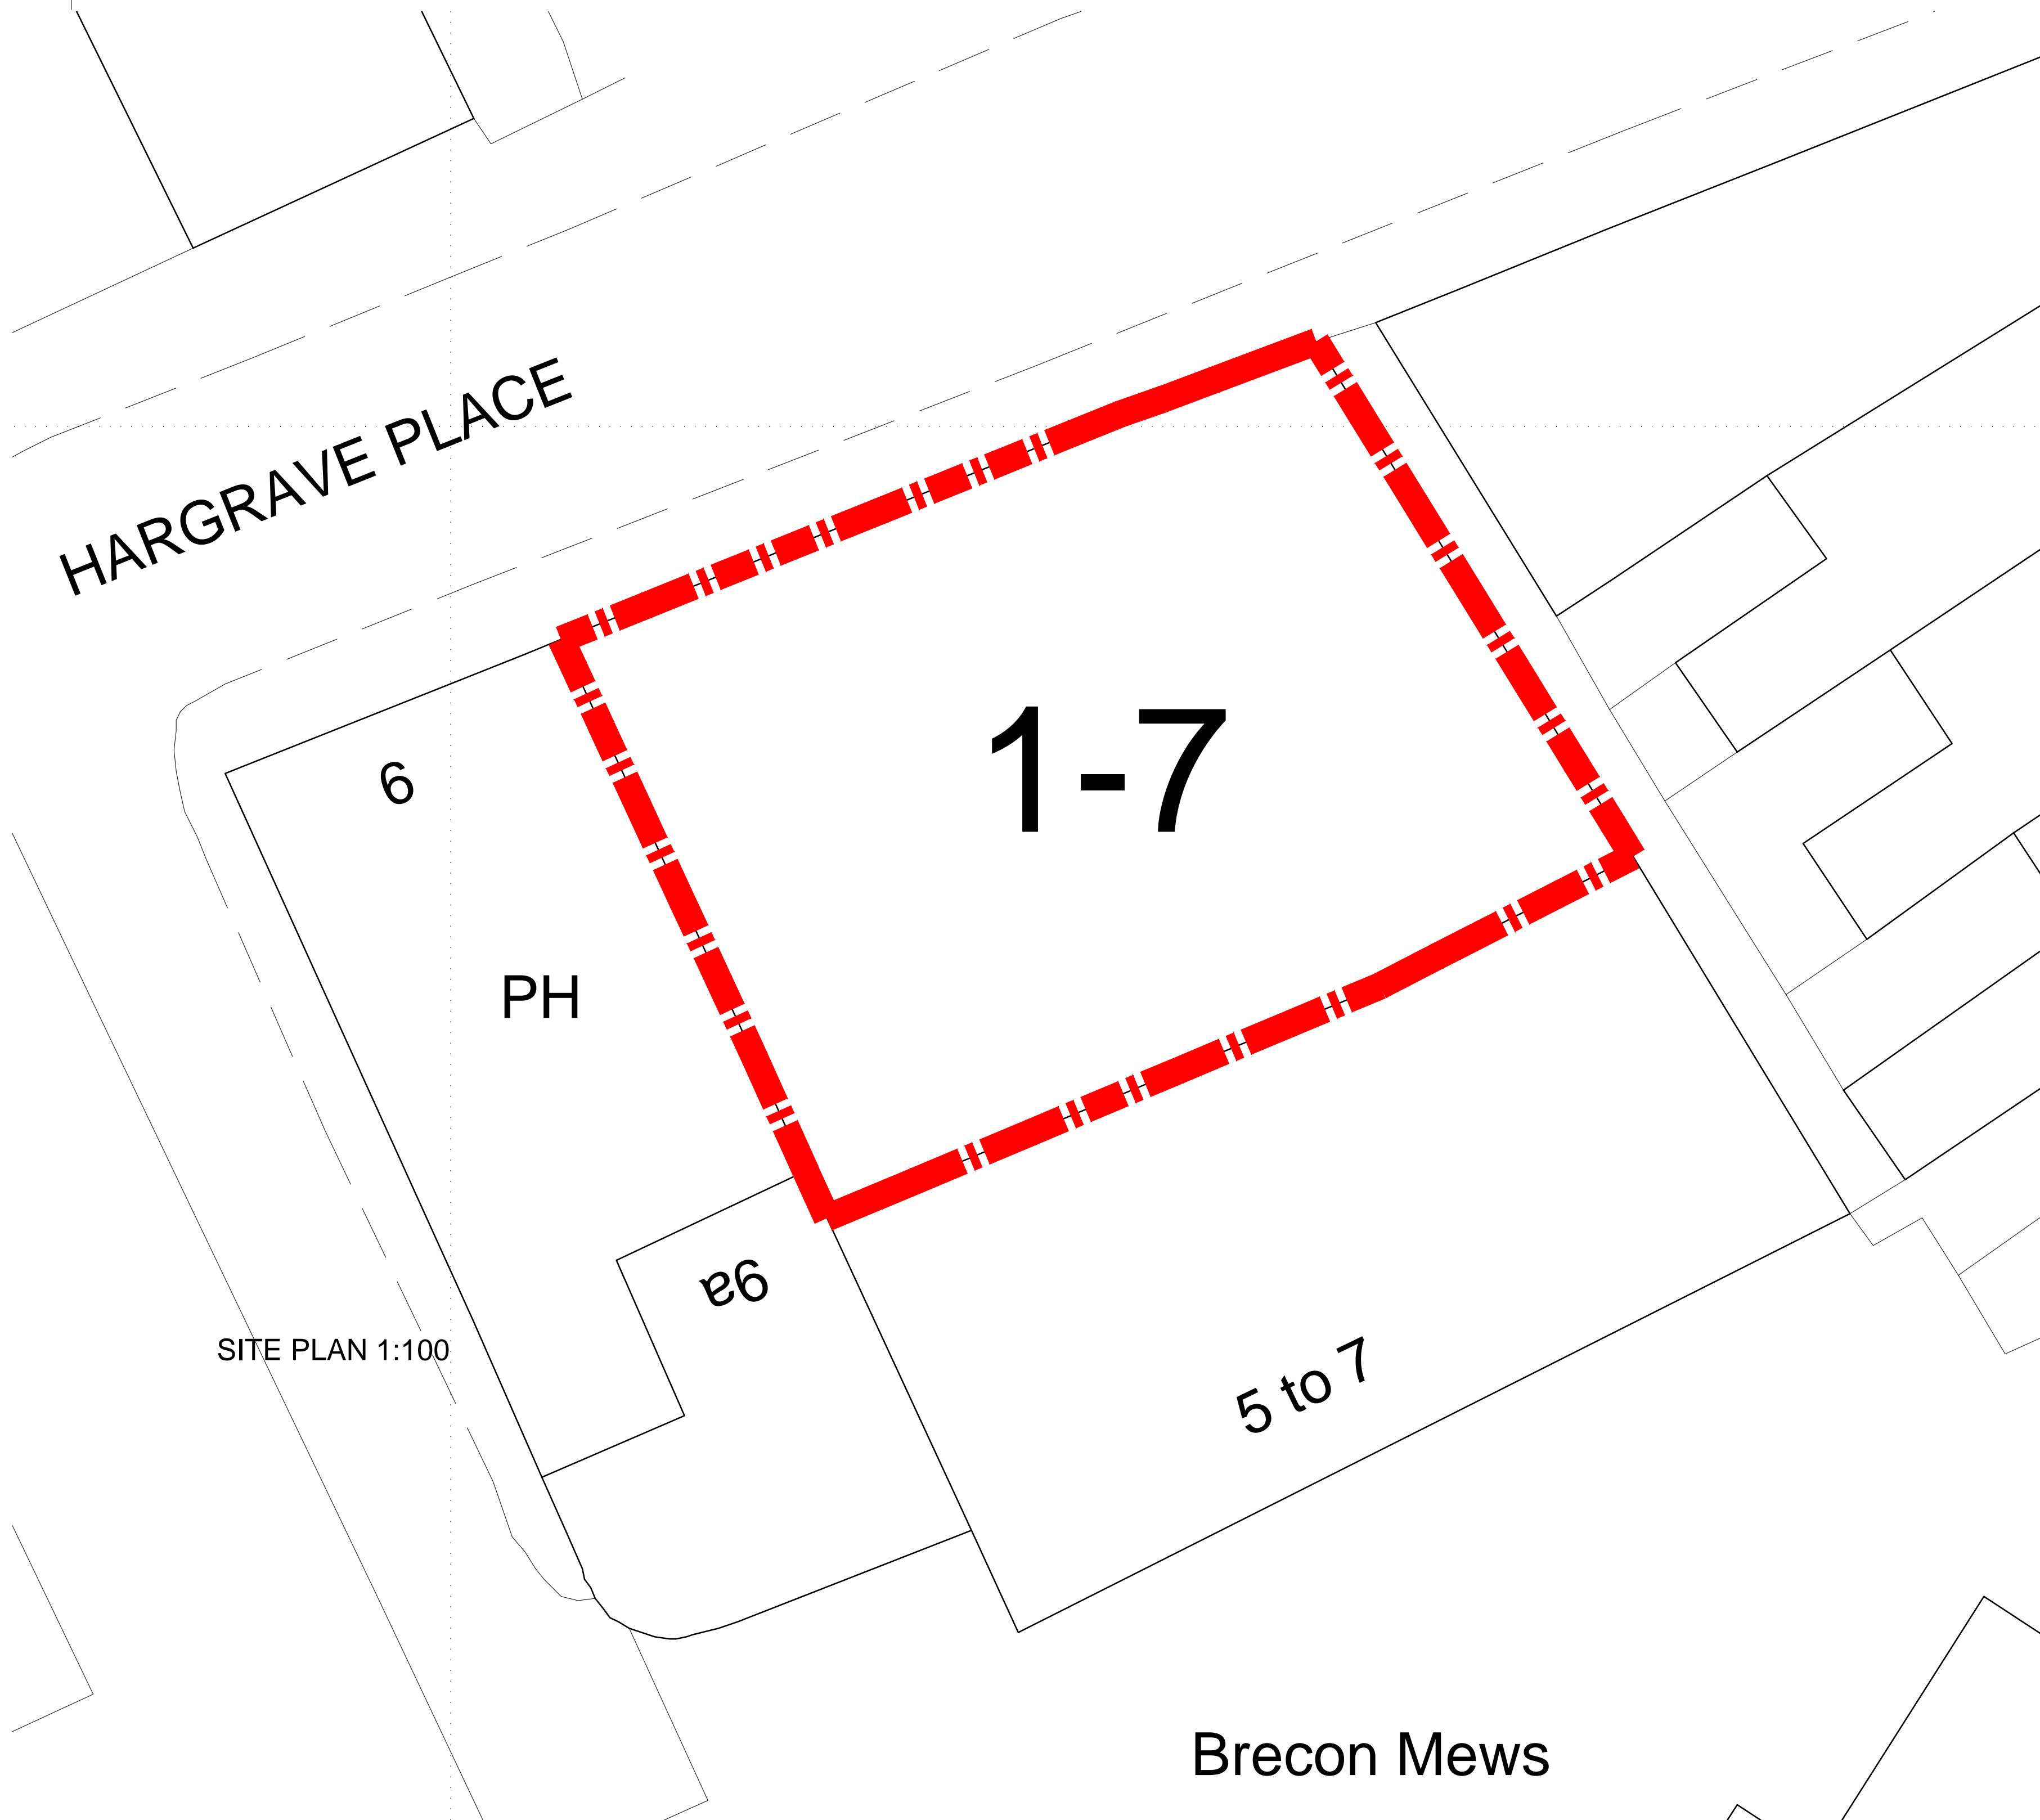 HARGRAVE PLACE
1-7
6
PH
9a
SITE PLAN 1:100
5 to 7
Brecon Mews